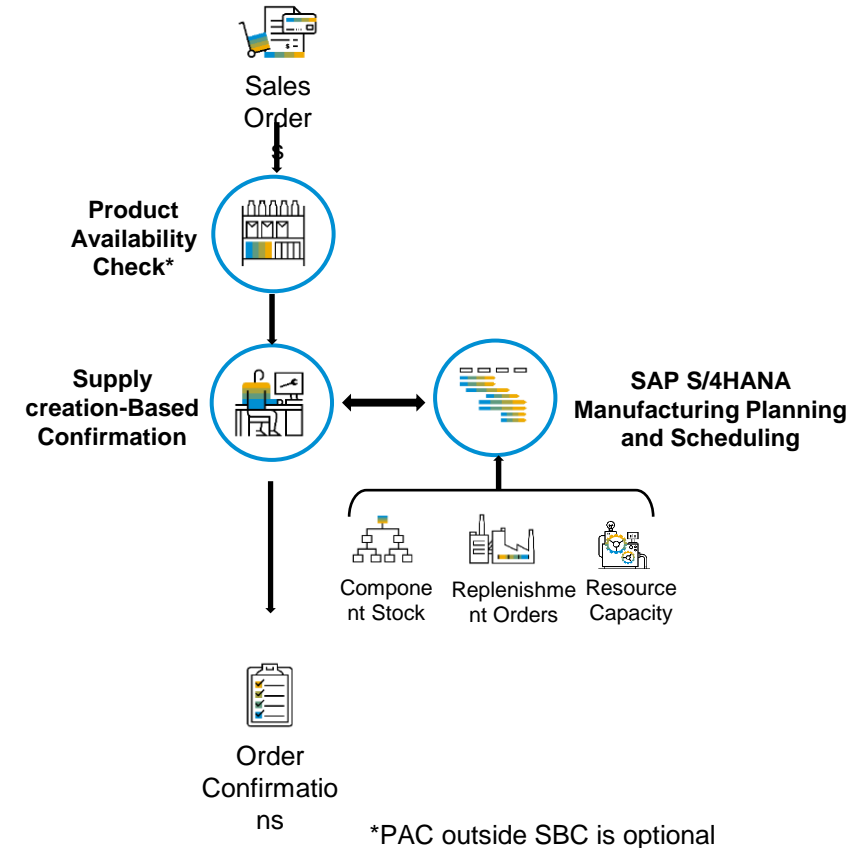 Sales
Order
s
Product
Availability
Check*
Supply
creation-Based
Confirmation
SAP S/4HANA
Manufacturing Planning
and Scheduling
Compone
nt Stock
Replenishme
nt Orders
Resource
Capacity
Order
Confirmatio
ns
*PAC outside SBC is optional